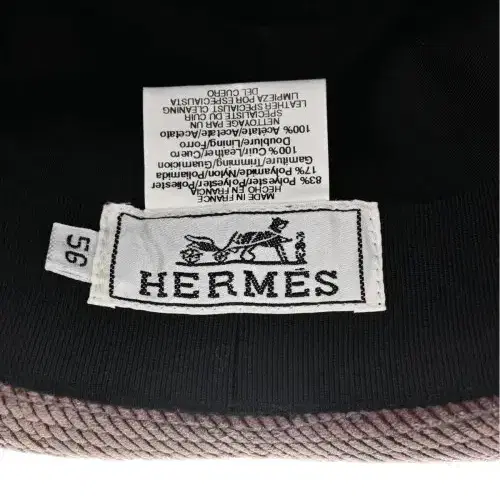 MADE IN FRANCE
HECHO EN FRANCIA
83% Polyester/Polyester/Poliester
17% Polyamide/Nylon/Poliamida
Garniture/Trimming/Guarnicion
100% Cuir/Leather/Cuero
Doublure/Lining/Forro
100% Acétate/Acetate/Acetato
NETTOYAGE PAR UN
SPECIALISTE DU CUIR
LEATHER SPECIALIST CLEANING
LIMPIEZA POR ESPECIALISTA
DEL CUERO
56
HERMÈS